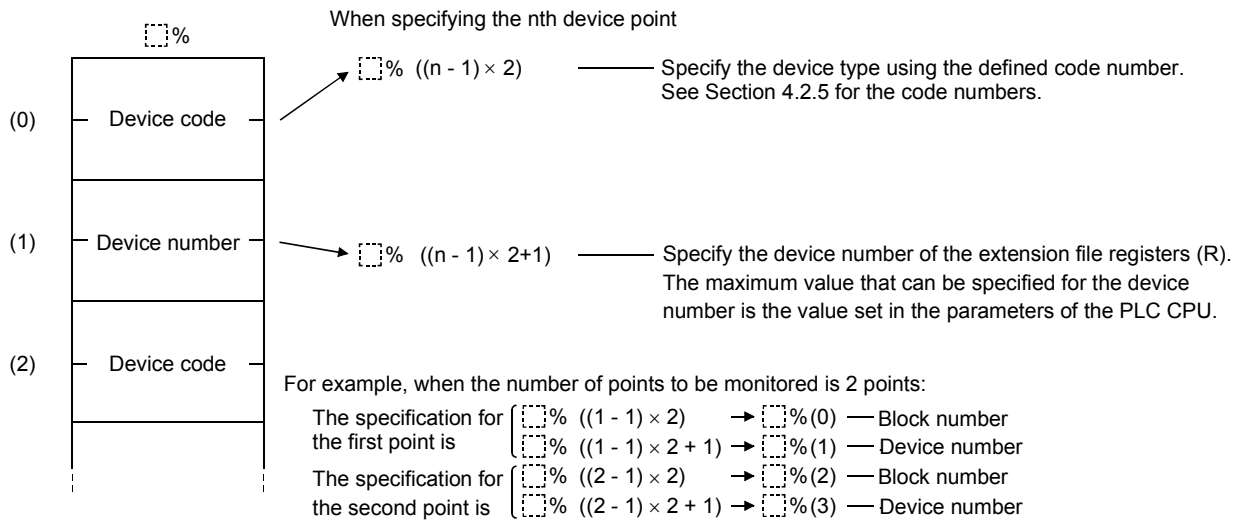 When specifying the nth device point
%
% ((n - 1) × 2)
Specify the device type using the defined code number.
See Section 4.2.5 for the code numbers.
(0)
Device code
(1)
Device number
% ((n - 1) × 2+1)
Specify the device number of the extension file registers (R).
The maximum value that can be specified for the device
number is the value set in the parameters of the PLC CPU.
(2)
Device code
For example, when the number of points to be monitored is 2 points:
The specification for
the first point is
% ((1 - 1) × 2) → %(0) — Block number
% ((1 - 1) × 2 + 1) → %(1) — Device number
The specification for
the second point is
% ((2 - 1) × 2) → %(2) — Block number
% ((2 - 1) × 2 + 1) → %(3) — Device number